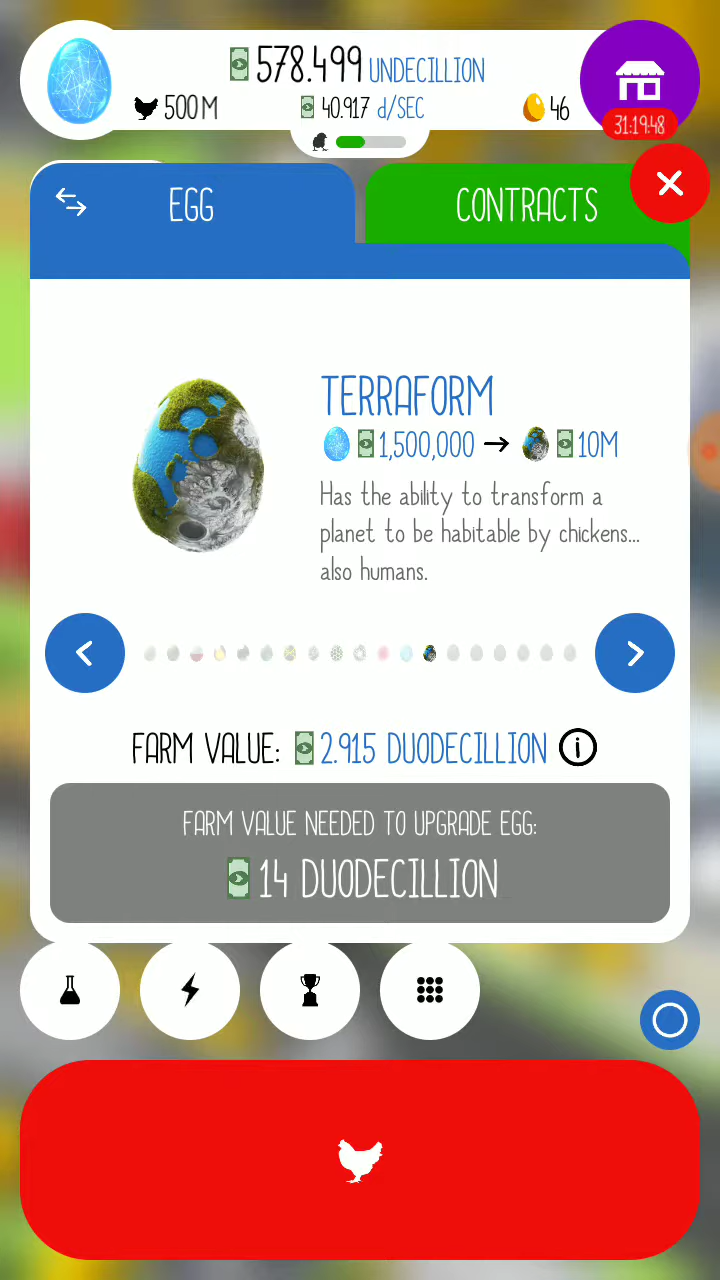 578.499 UNDECILLION
500M
40.917 d/SEC
46
31:19:48
EGG
CONTRACTS
TERRAFORM
1,500,000 → 10M
Has the ability to transform a
planet to be habitable by chickens...
also humans.
FARM VALUE: 2.915 DUODECILLION
FARM VALUE NEEDED TO UPGRADE EGG:
14 DUODECILLION